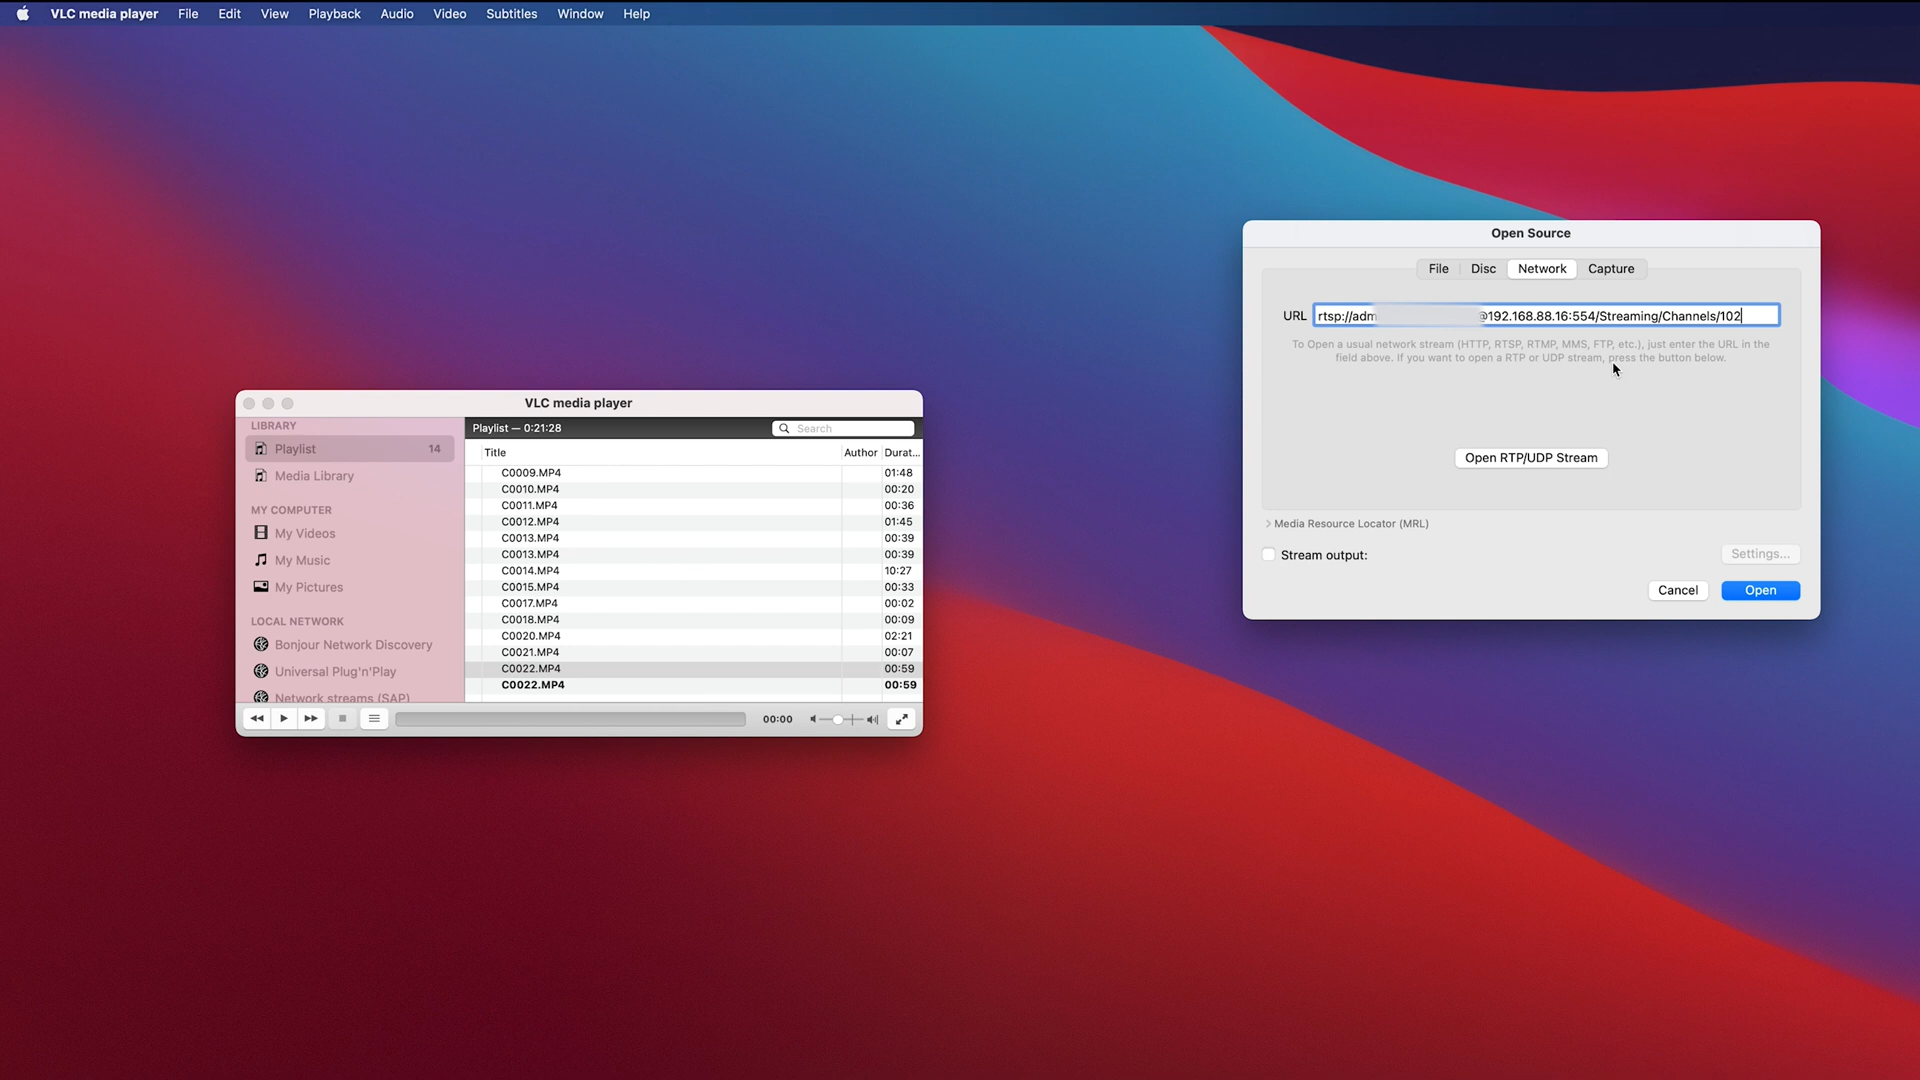 VLC media player File Edit View Playback Audio Video Subtitles Window Help
Open Source
File Disc Network Capture
URL rtsp://adm @192.168.88.16:554/Streaming/Channels/102
To Open a usual network stream (HTTP, RTSP, RTMP, MMS, FTP, etc.), just enter the URL in the
field above. If you want to open a RTP or UDP stream, press the button below.
Open RTP/UDP Stream
Media Resource Locator (MRL)
Stream output: Settings...
Cancel Open
VLC media player
LIBRARY
Playlist 14
Media Library
MY COMPUTER
My Videos
My Music
My Pictures
LOCAL NETWORK
Bonjour Network Discovery
Universal Plug'n'Play
Network streams (SAP)
Playlist — 0:21:28 Search
Title Author Durat...
C0009.MP4 01:48
C0010.MP4 00:20
C0011.MP4 00:36
C0012.MP4 01:45
C0013.MP4 00:39
C0013.MP4 00:39
C0014.MP4 10:27
C0015.MP4 00:33
C0017.MP4 00:02
C0018.MP4 00:09
C0020.MP4 02:21
C0021.MP4 00:07
C0022.MP4 00:59
C0022.MP4 00:59
00:00